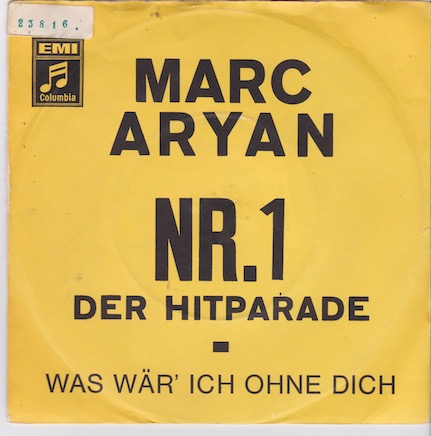 23816.
EMI
Columbia
MARC
ARYAN
NR.1
DER HITPARADE
WAS WÄR' ICH OHNE DICH